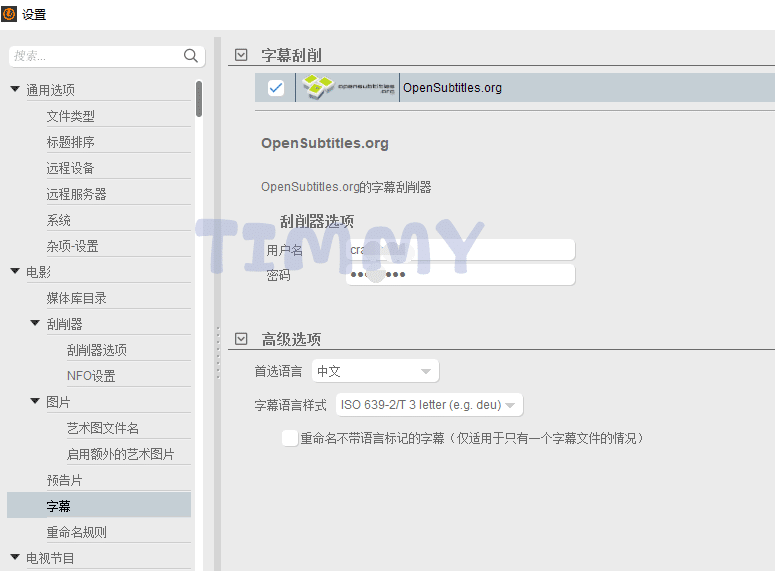 设置
搜索...
通用选项
文件类型
标题排序
远程设备
远程服务器
系统
杂项-设置
电影
媒体库目录
刮削器
刮削器选项
NFO设置
图片
艺术图文件名
启用额外的艺术图片
预告片
字幕
重命名规则
电视节目
字幕刮削
opensubtitles.org
OpenSubtitles.org
OpenSubtitles.org
OpenSubtitles.org的字幕刮削器
刮削器选项
用户名
密码
TIMMY
高级选项
首选语言 中文
字幕语言样式 ISO 639-2/T 3 letter (e.g. deu)
重命名不带语言标记的字幕（仅适用于只有一个字幕文件的情况）